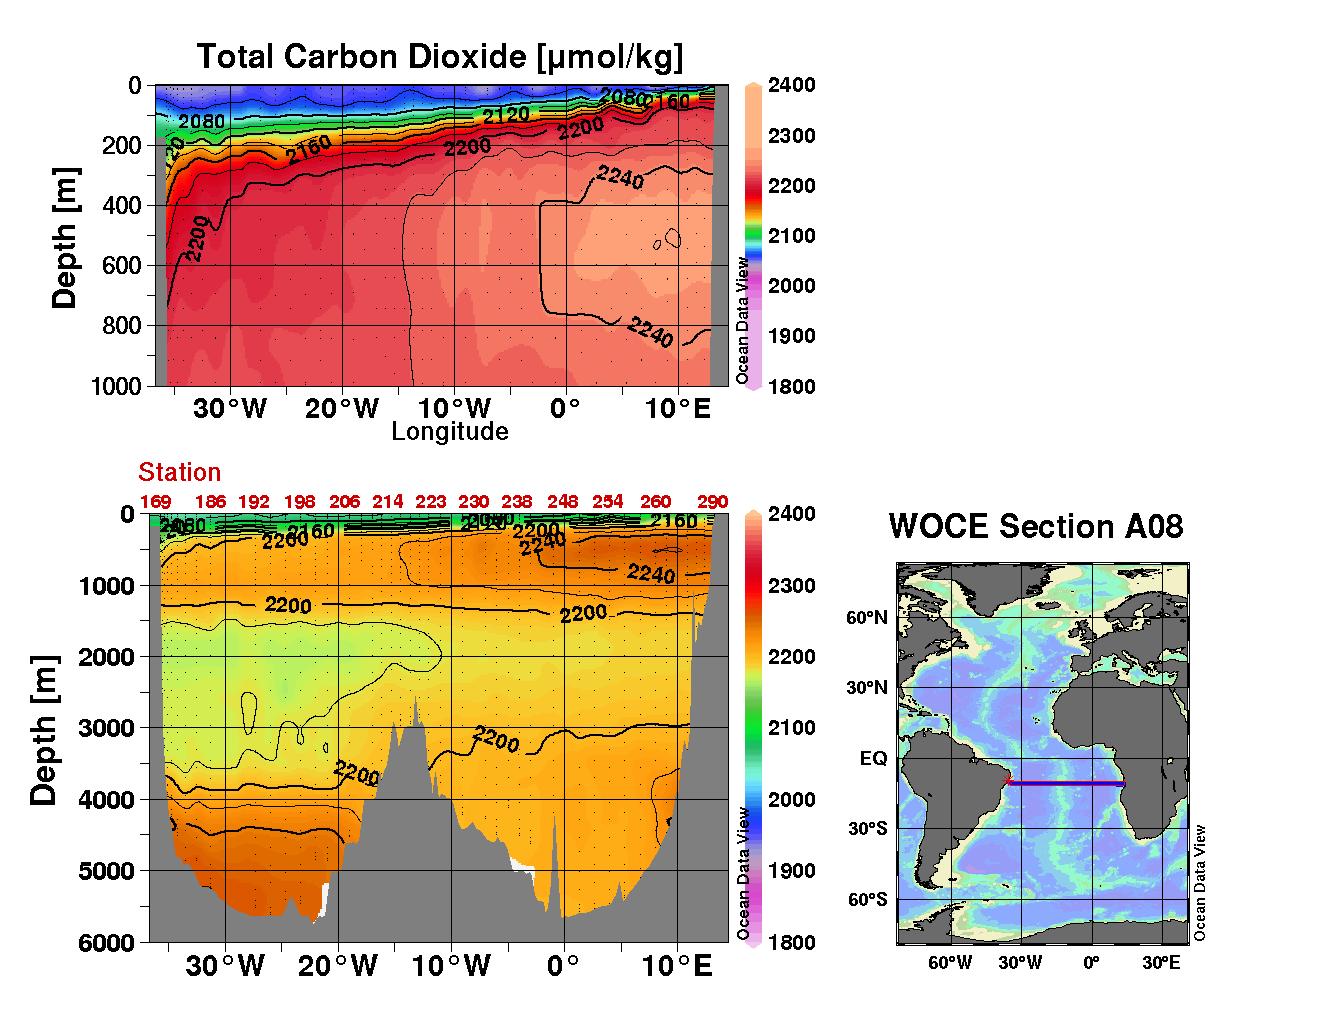 Total Carbon Dioxide [µmol/kg]
0
200
400
600
800
1000
Depth [m]
2080
2120
2160
2200
2200
2080
2160
2200
2240
2200
2240
30°W 20°W 10°W 0° 10°E
Longitude
2400
2300
2200
2100
2000
1900
1800
Ocean Data View
Station
169 186 192 198 206 214 223 230 238 248 254 260 290
0
1000
2000
3000
4000
5000
6000
Depth [m]
2080
2160
2200
2200
2240
2160
2240
2200
2200
2200
2200
30°W 20°W 10°W 0° 10°E
2400
2300
2200
2100
2000
1900
1800
Ocean Data View
WOCE Section A08
60°N
30°N
EQ
30°S
60°S
60°W 30°W 0° 30°E
Ocean Data View